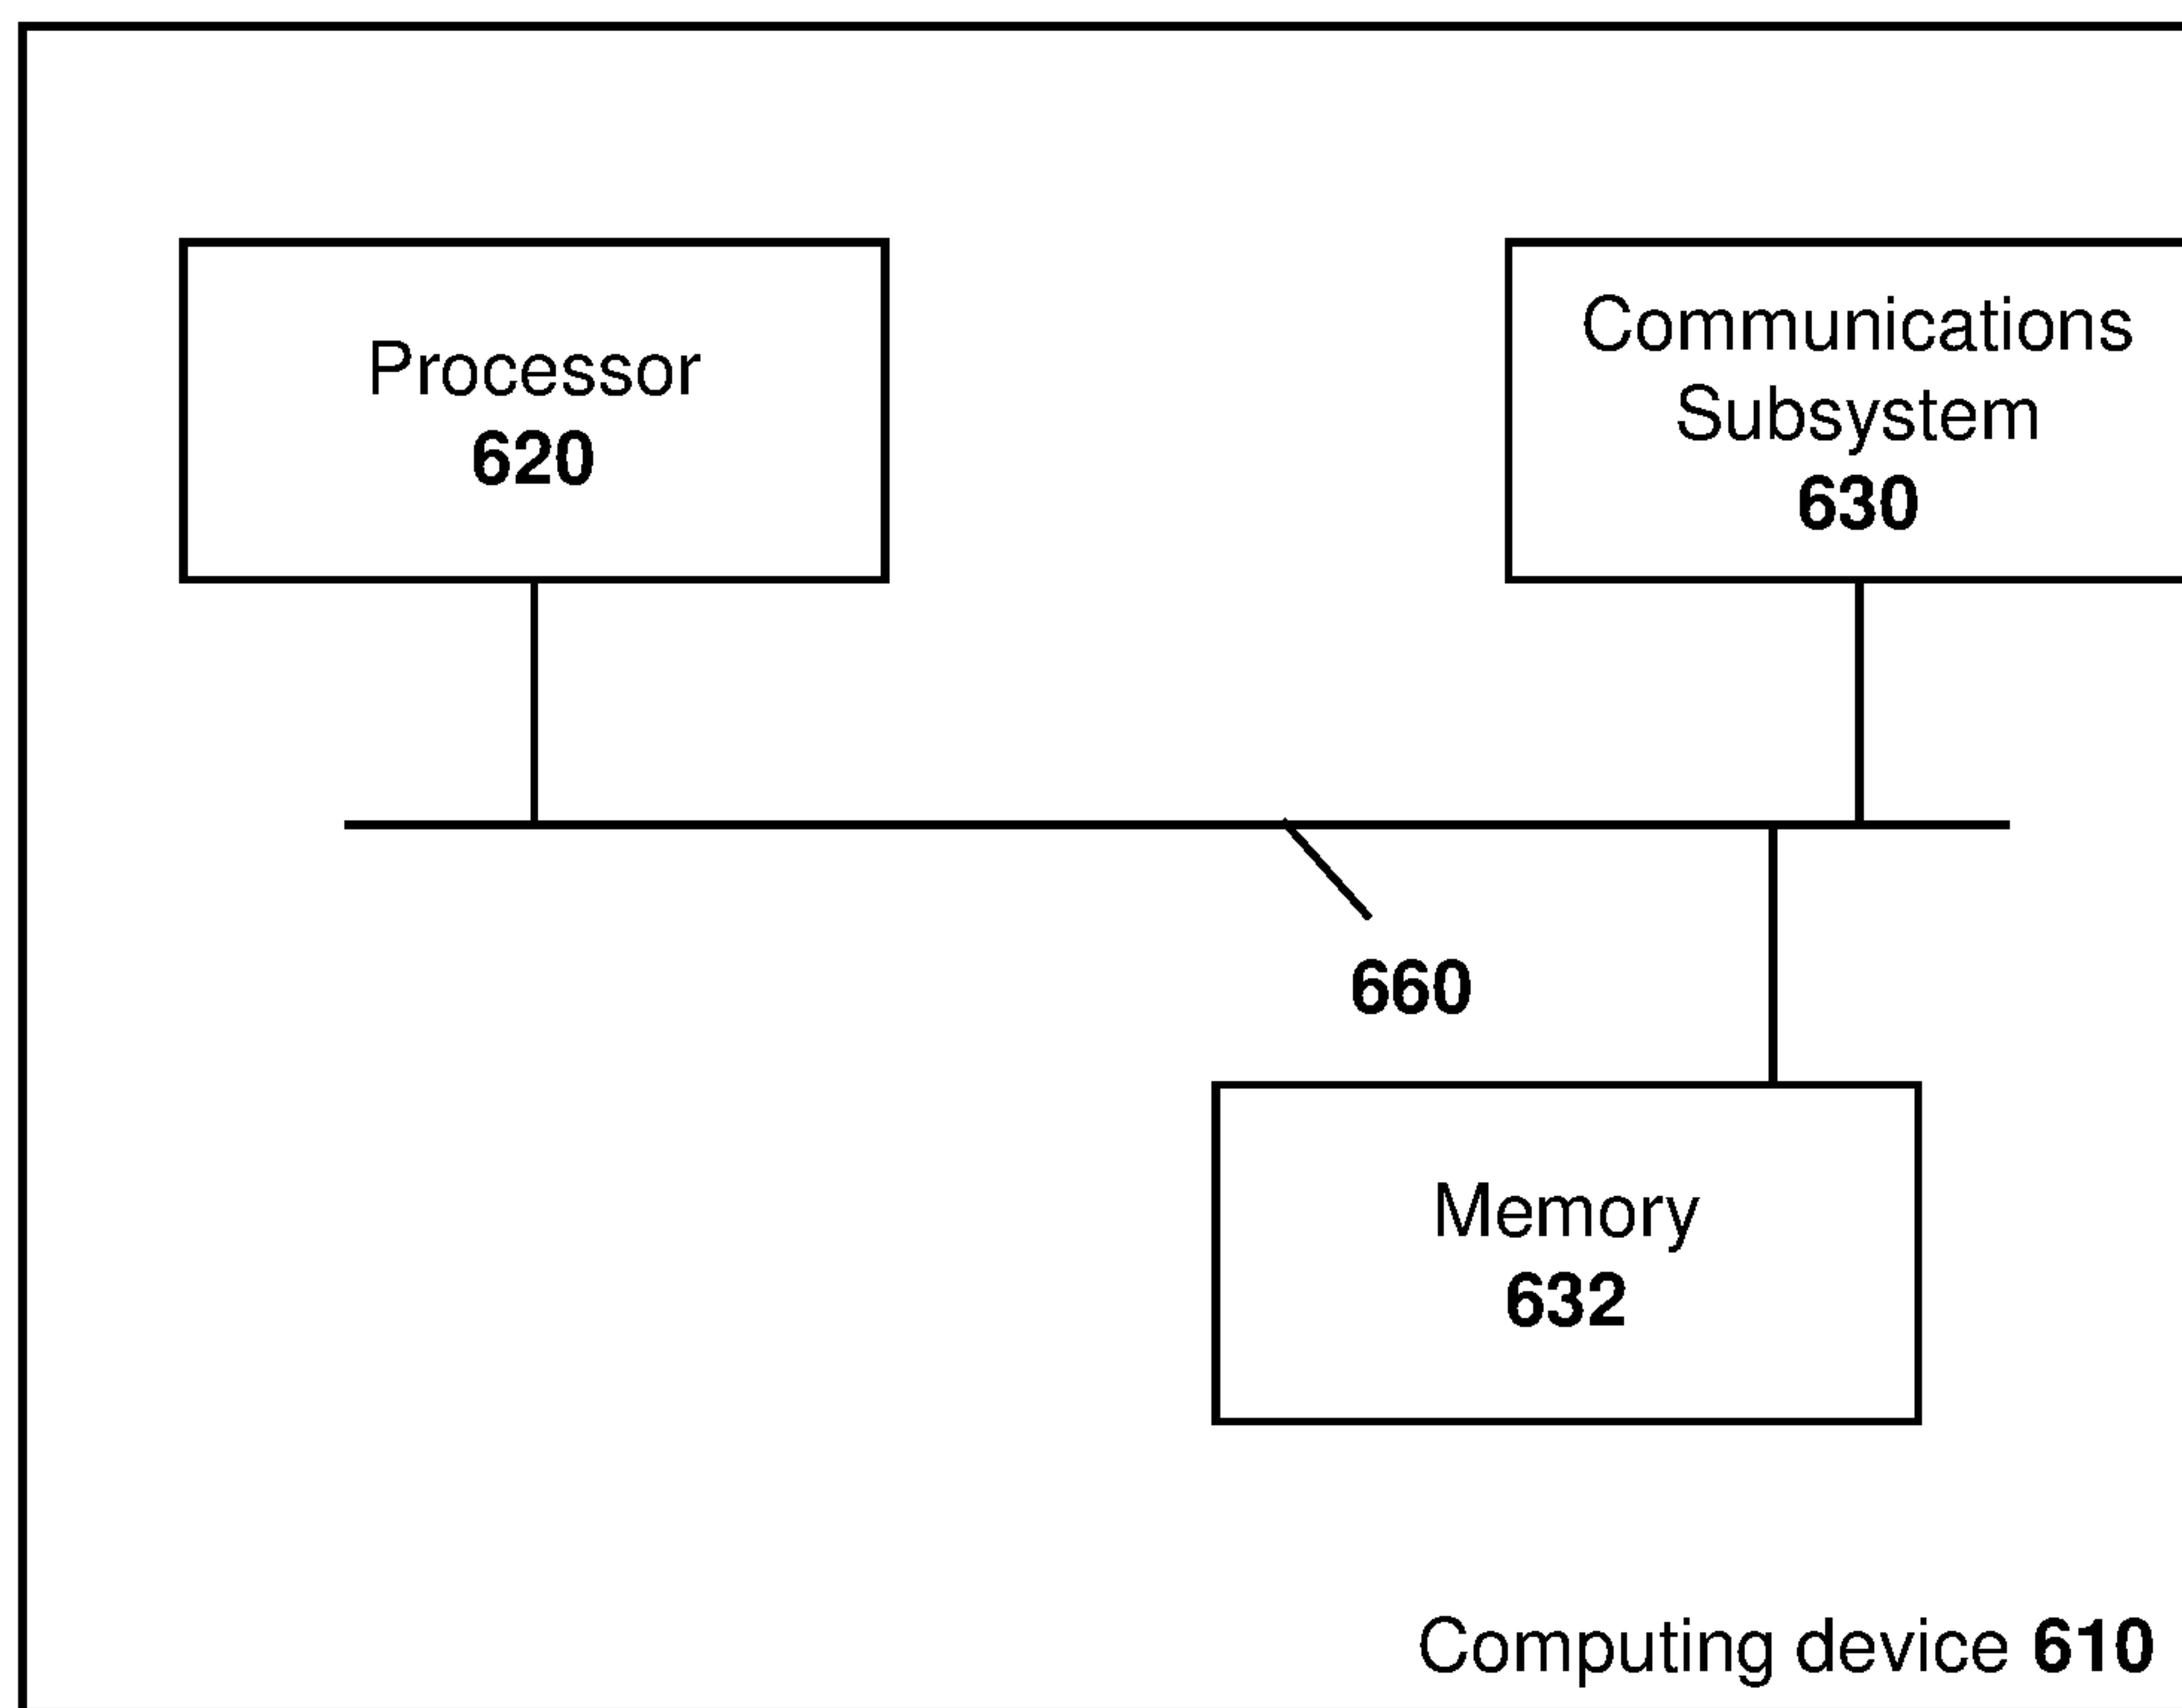 Processor
620
Communications
Subsystem
630
660
Memory
632
Computing device 610